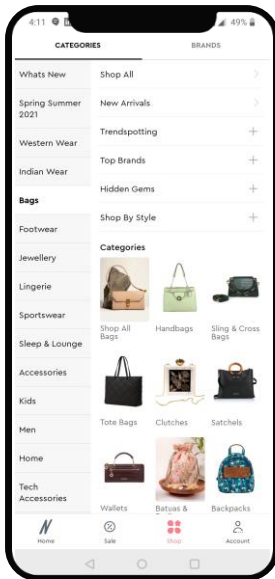 4:11
49%
CATEGORIES
BRANDS
Whats New
Spring Summer
2021
Western Wear
Indian Wear
Bags
Footwear
Jewellery
Lingerie
Sportswear
Sleep & Lounge
Accessories
Kids
Men
Home
Tech
Accessories
Shop All
New Arrivals
Trendspotting
Top Brands
Hidden Gems
Shop By Style
Categories
Shop All
Bags
Handbags
Sling & Cross
Bags
Tote Bags
Clutches
Satchels
Wallets
Batuas &
Backpacks
Home
Sale
Shop
Account